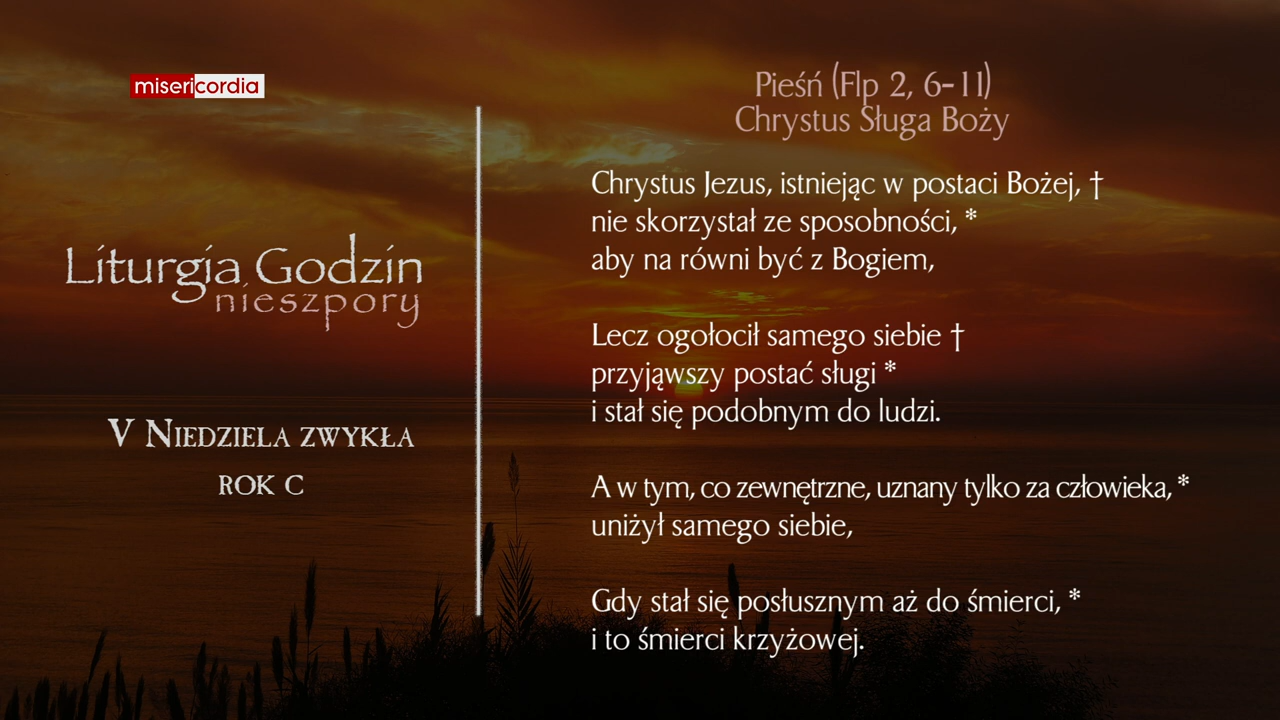 misericordia
Liturgia Godzin
nieszpory
V Niedziela zwykła
rok C
Pieśń (Flp 2, 6-11)
Chrystus Sługa Boży
Chrystus Jezus, istniejąc w postaci Bożej, †
nie skorzystał ze sposobności, *
aby na równi być z Bogiem,
Lecz ogołocił samego siebie †
przyjąwszy postać sługi *
i stał się podobnym do ludzi.
A w tym, co zewnętrzne, uznany tylko za człowieka, *
uniżył samego siebie,
Gdy stał się posłusznym aż do śmierci, *
i to śmierci krzyżowej.